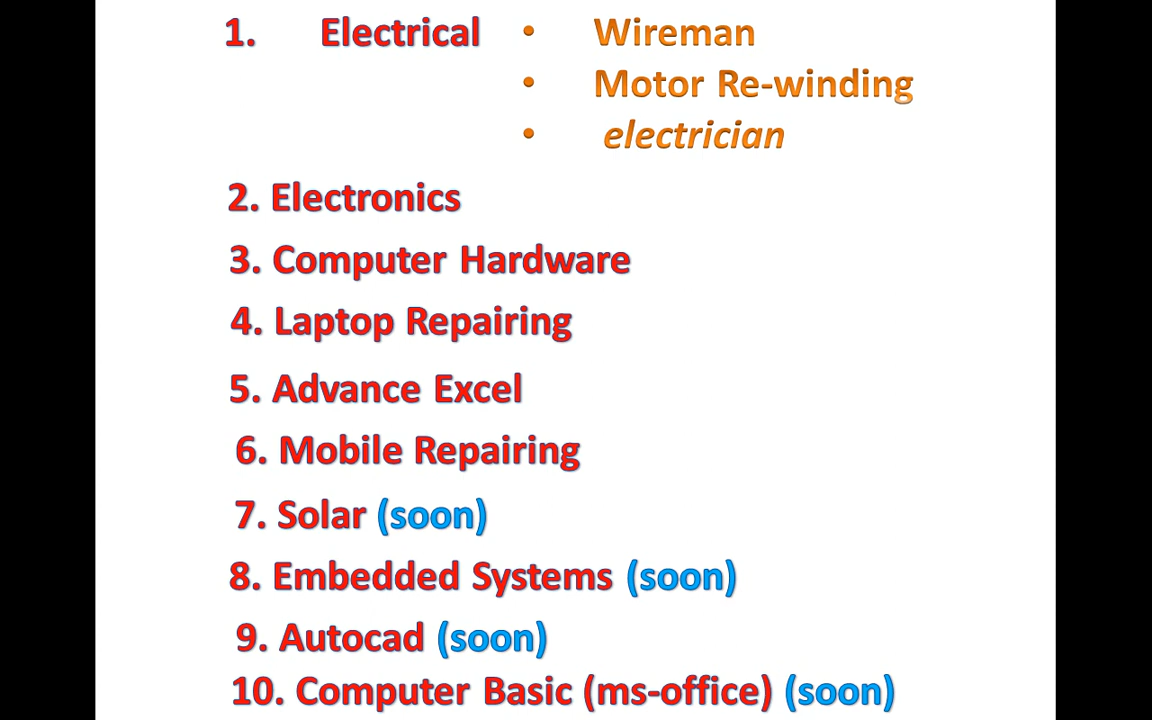 1. Electrical • Wireman
• Motor Re-winding
• electrician
2. Electronics
3. Computer Hardware
4. Laptop Repairing
5. Advance Excel
6. Mobile Repairing
7. Solar (soon)
8. Embedded Systems (soon)
9. Autocad (soon)
10. Computer Basic (ms-office) (soon)